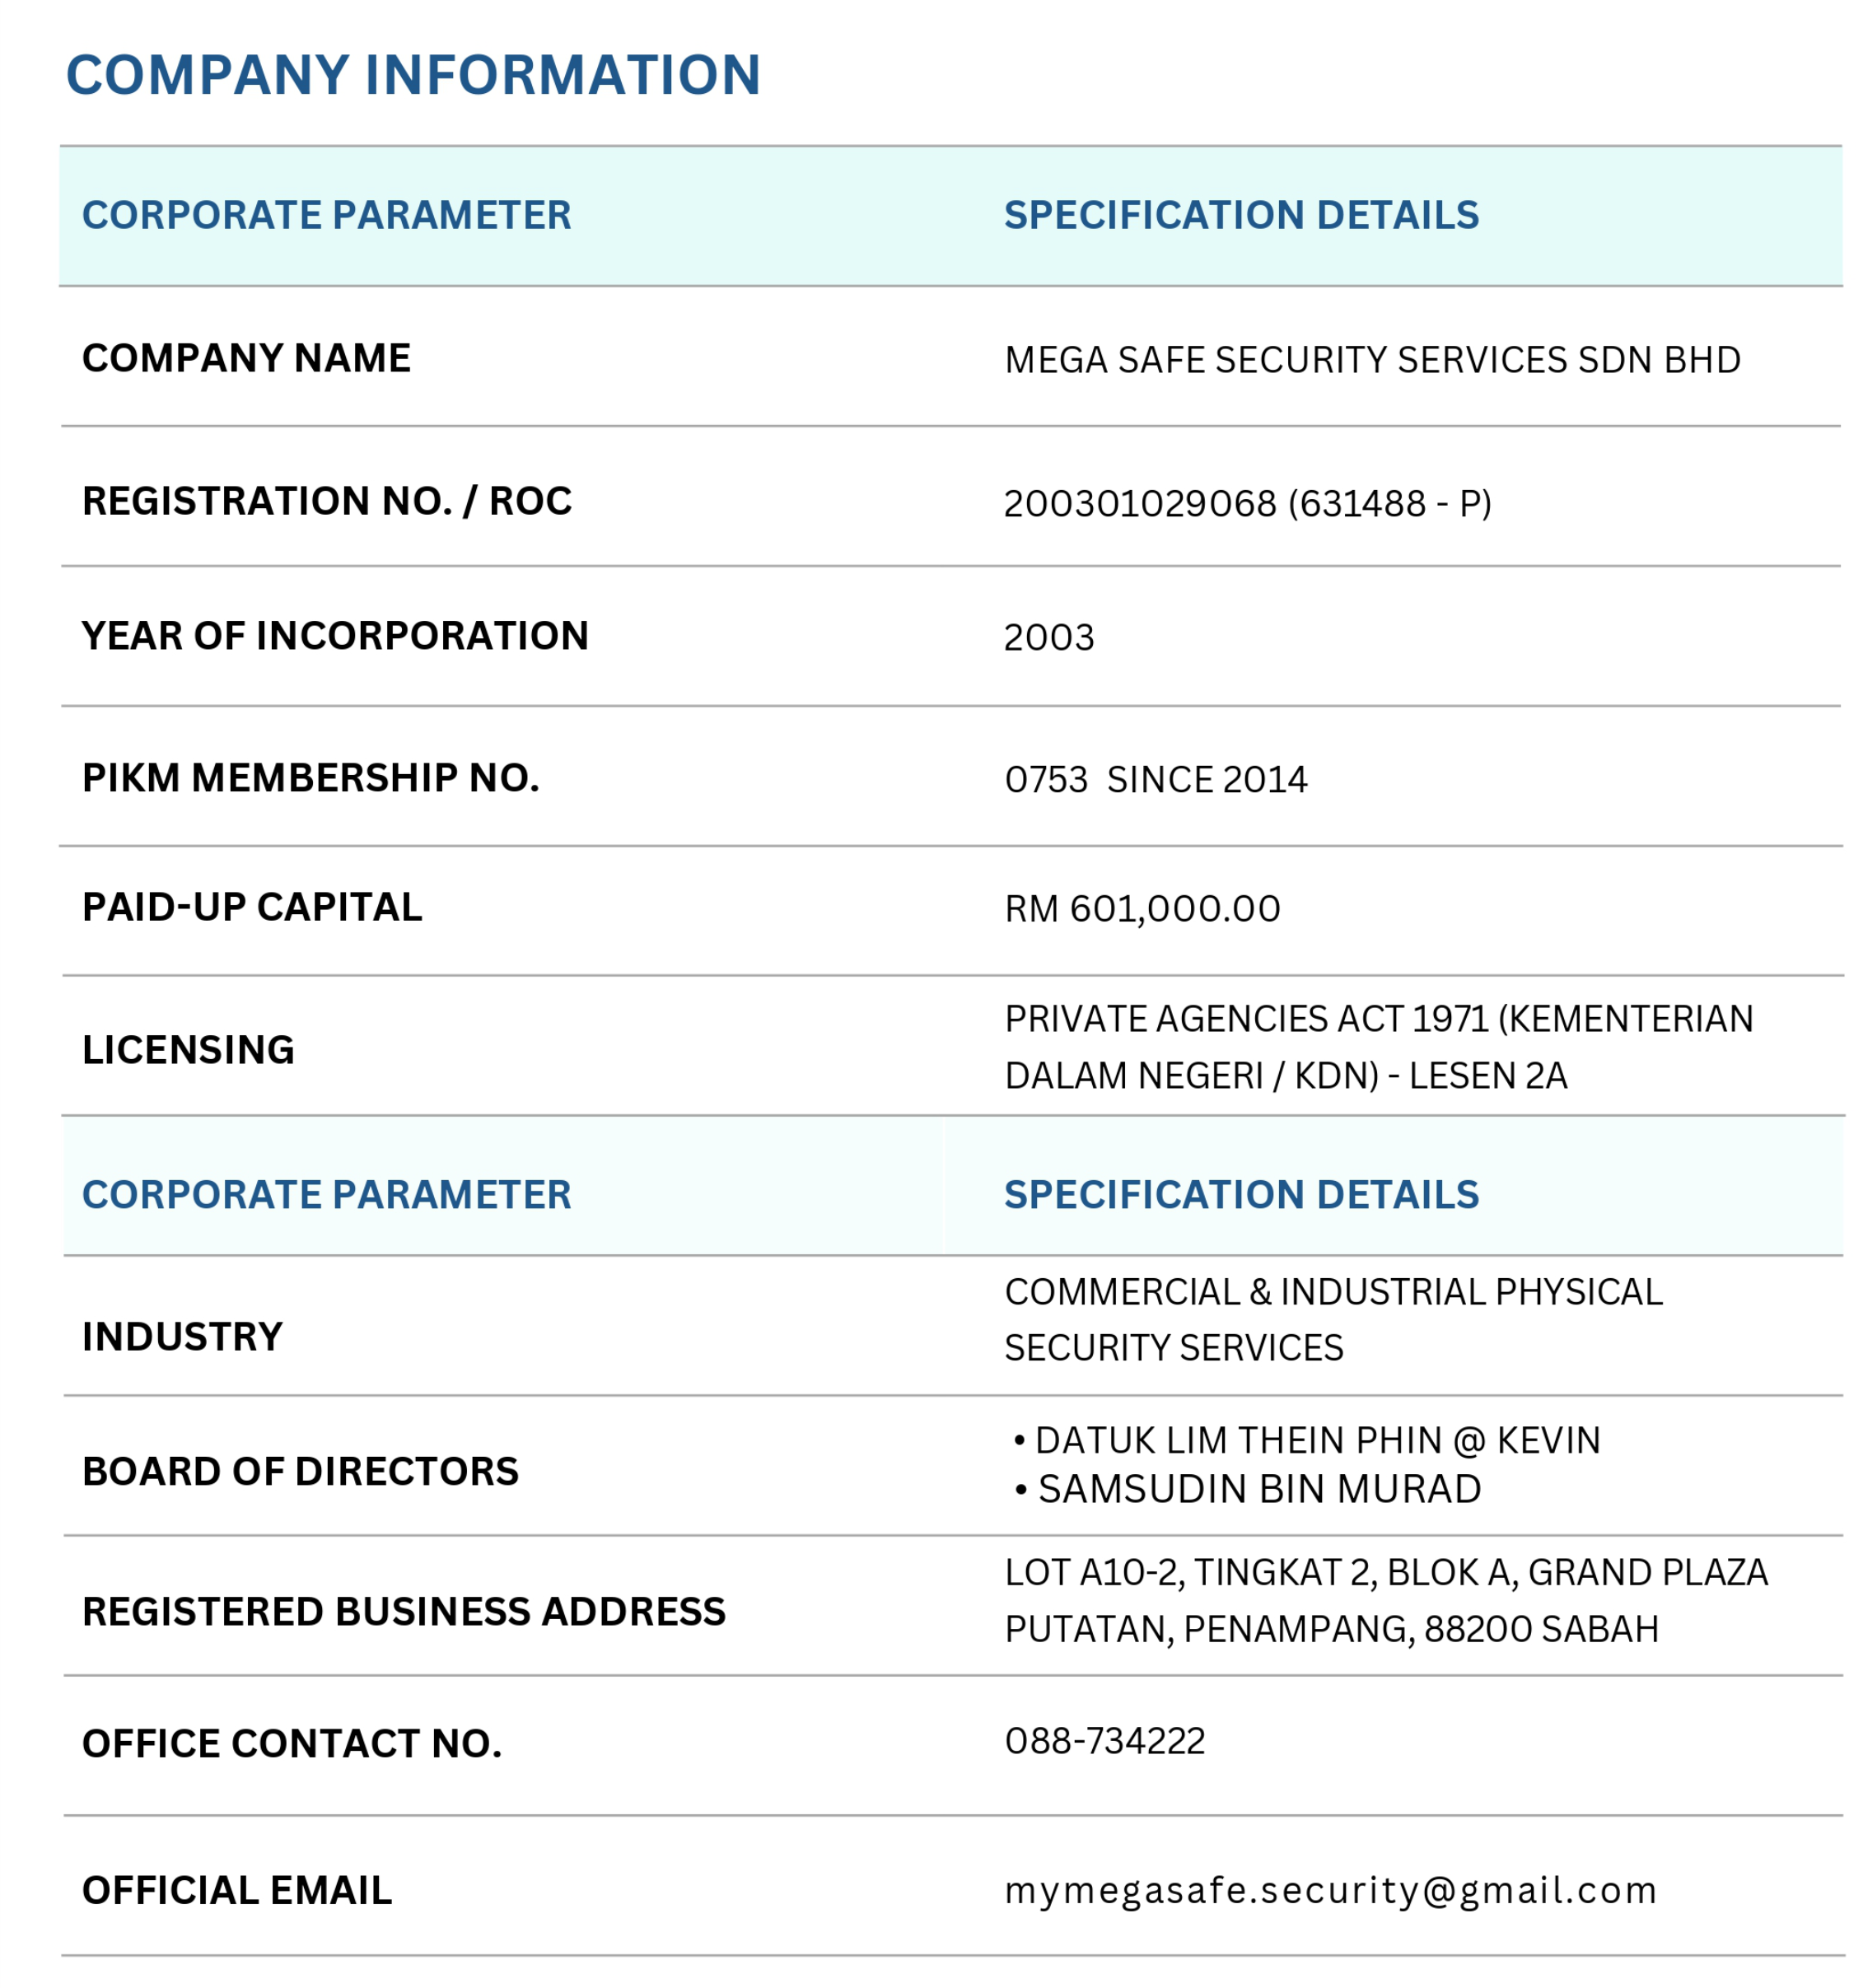 COMPANY INFORMATION
CORPORATE PARAMETER SPECIFICATION DETAILS
COMPANY NAME MEGA SAFE SECURITY SERVICES SDN BHD
REGISTRATION NO. / ROC 200301029068 (631488 - P)
YEAR OF INCORPORATION 2003
PIKM MEMBERSHIP NO. 0753 SINCE 2014
PAID-UP CAPITAL RM 601,000.00
LICENSING PRIVATE AGENCIES ACT 1971 (KEMENTERIAN
DALAM NEGERI / KDN) - LESEN 2A
CORPORATE PARAMETER SPECIFICATION DETAILS
INDUSTRY COMMERCIAL & INDUSTRIAL PHYSICAL
SECURITY SERVICES
BOARD OF DIRECTORS • DATUK LIM THEIN PHIN @ KEVIN
• SAMSUDIN BIN MURAD
REGISTERED BUSINESS ADDRESS LOT A10-2, TINGKAT 2, BLOK A, GRAND PLAZA
PUTATAN, PENAMPANG, 88200 SABAH
OFFICE CONTACT NO. 088-734222
OFFICIAL EMAIL mymegasafe.security@gmail.com